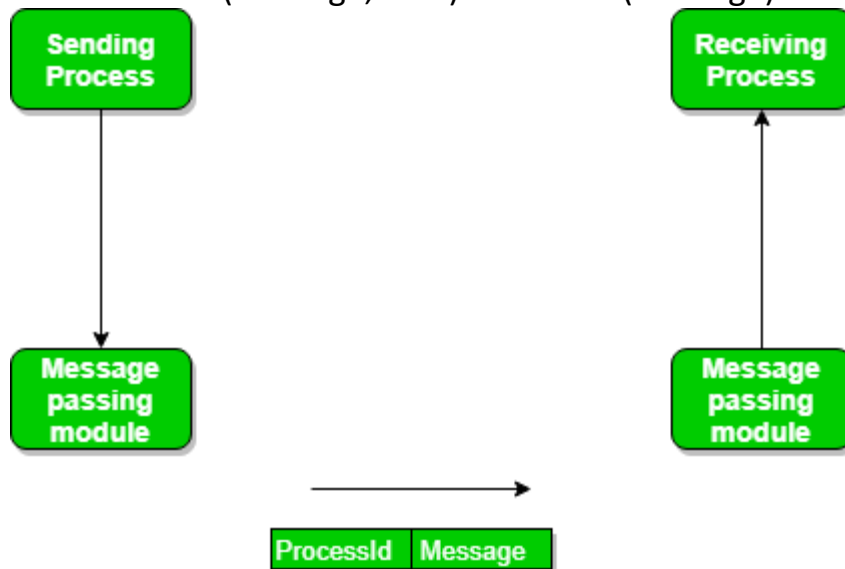 Sending
Process
Receiving
Process
Message
passing
module
Message
passing
module
ProcessId
Message